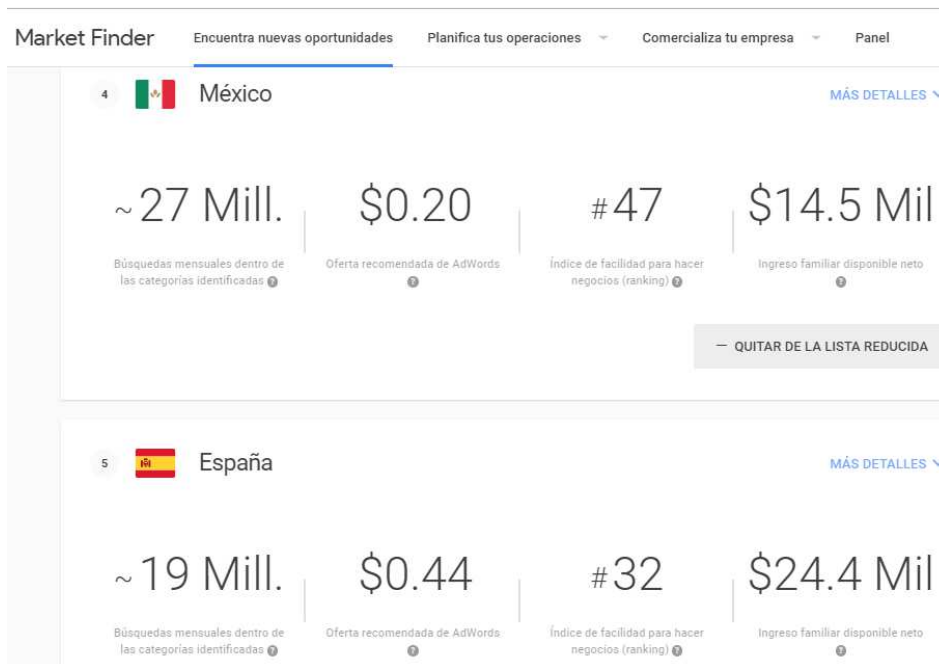 Market Finder Encuentra nuevas oportunidades Planifica tus operaciones Comercializa tu empresa Panel
4 México MÁS DETALLES
~27 Mill. $0.20 #47 $14.5 Mil
Búsquedas mensuales dentro de Oferta recomendada de AdWords Índice de facilidad para hacer Ingreso familiar disponible neto
las categorías identificadas ? ? negocios (ranking) ? ?
— QUITAR DE LA LISTA REDUCIDA
5 España MÁS DETALLES
~19 Mill. $0.44 #32 $24.4 Mil
Búsquedas mensuales dentro de Oferta recomendada de AdWords Índice de facilidad para hacer Ingreso familiar disponible neto
las categorías identificadas ? ? negocios (ranking) ? ?